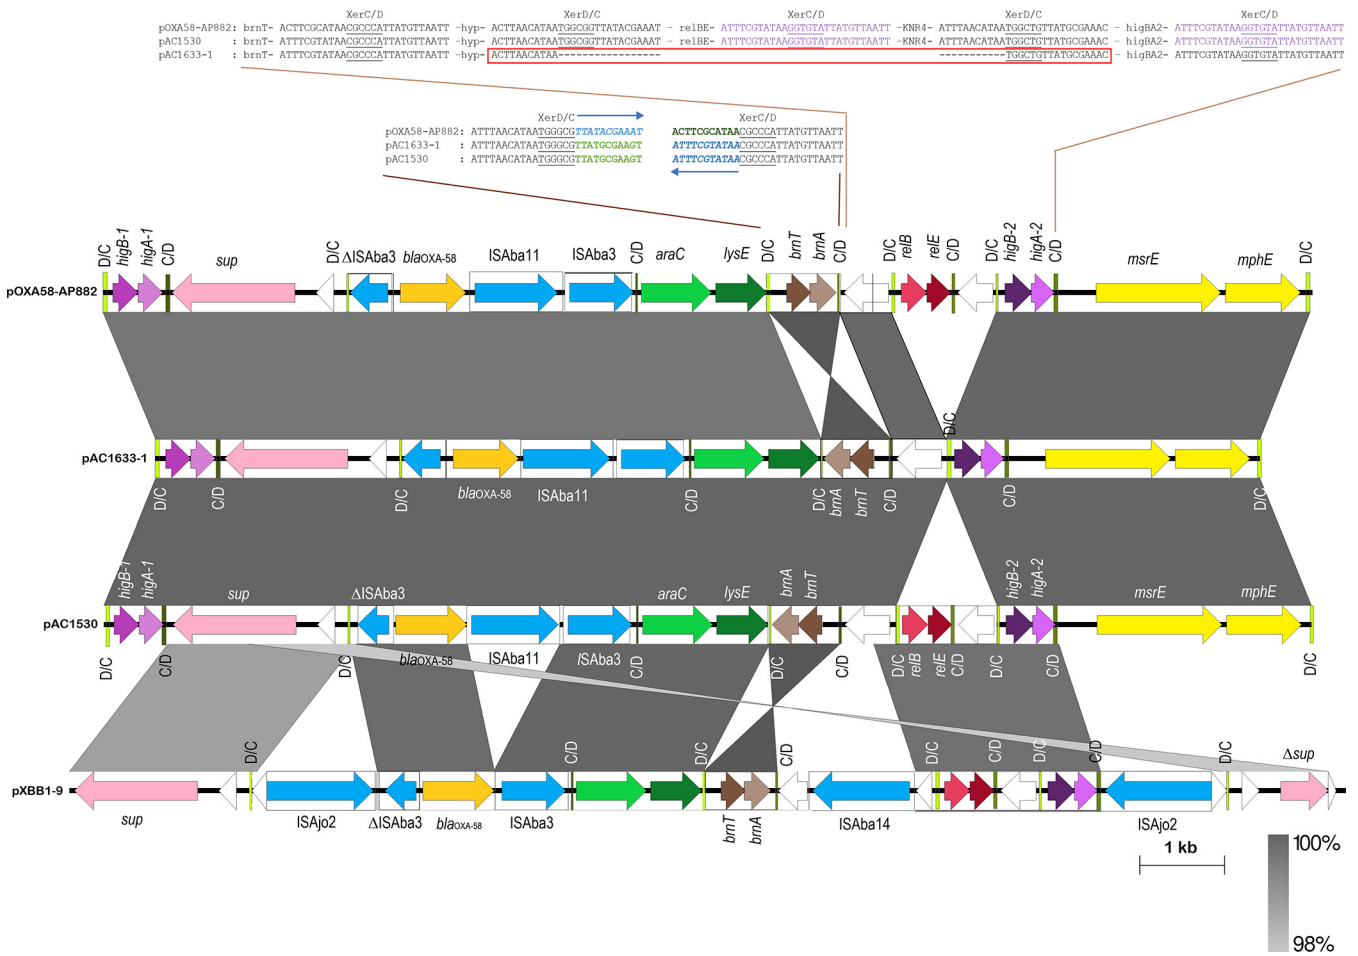 XerC/D XerD/C XerC/D XerD/C XerC/D
pOXA58-AP882: brnT- ACTTCGCATAACGCCCATTATGTTAATT -hyp- ACTTAACATAATGGCGGTTATACGAAAT -relBE- ATTTCGTATAAGGTGTATTATGTTAATT -KNR4- ATTTAACATAATGGCTGTTATGCGAAAC -higBA2- ATTTCGTATAAGGTGTATTATGTTAATT
pAC1530 : brnT- ACTTCGCATAACGCCCATTATGTTAATT -hyp- ACTTAACATAATGGCGGTTATACGAAAT -relBE- ATTTCGTATAAGGTGTATTATGTTAATT -KNR4- ATTTAACATAATGGCTGTTATGCGAAAC -higBA2- ATTTCGTATAAGGTGTATTATGTTAATT
pAC1633-1 : brnT- ACTTCGCATAACGCCCATTATGTTAATT -hyp- ACTTAACATAA----------------- -----------TGGCTGTTATGCGAAAC - higBA2- ATTTCGTATAAGGTGTATTATGTTAATT
XerD/C XerC/D
pOXA58-AP882: ATTTAACATAATGGGCGTTATACGAAAT ACTTCGCATAACGCCCATTATGTTAATT
pAC1633-1 : ATTTAACATAATGGGCGTTATGCGAAGT ATTTCGTATAACGCCCATTATGTTAATT
pAC1530 : ATTTAACATAATGGGCGTTATGCGAAGT ATTTCGTATAACGCCCATTATGTTAATT
D/C higB-1 higA-1 C/D sup D/C ΔISAba3 blaOXA-58 ISAba11 ISAba3 C/D araC lysE D/C brnT brnA C/D D/C relB relE C/D D/C higB-2 higA-2 C/D msrE mphE D/C
pOXA58-AP882
D/C
pAC1633-1
D/C C/D D/C blaOXA-58 ISAba11 C/D D/C brnA brnT C/D C/D D/C
higB-1 higA-1 sup ΔISAba3 araC lysE brnA brnT higB-2 higA-2 msrE mphE
pAC1530
D/C C/D D/C blaOXA-58 ISAba11 ISAba3 C/D D/C C/D D/C relB relE C/D D/C C/D D/C
D/C C/D D/C C/D D/C C/D D/C C/D D/C Δsup
pXBB1-9
sup ISAjo2 ΔISAba3 blaOXA-58 ISAba3 brnT brnA ISAba14 ISAjo2
1 kb
100%
98%